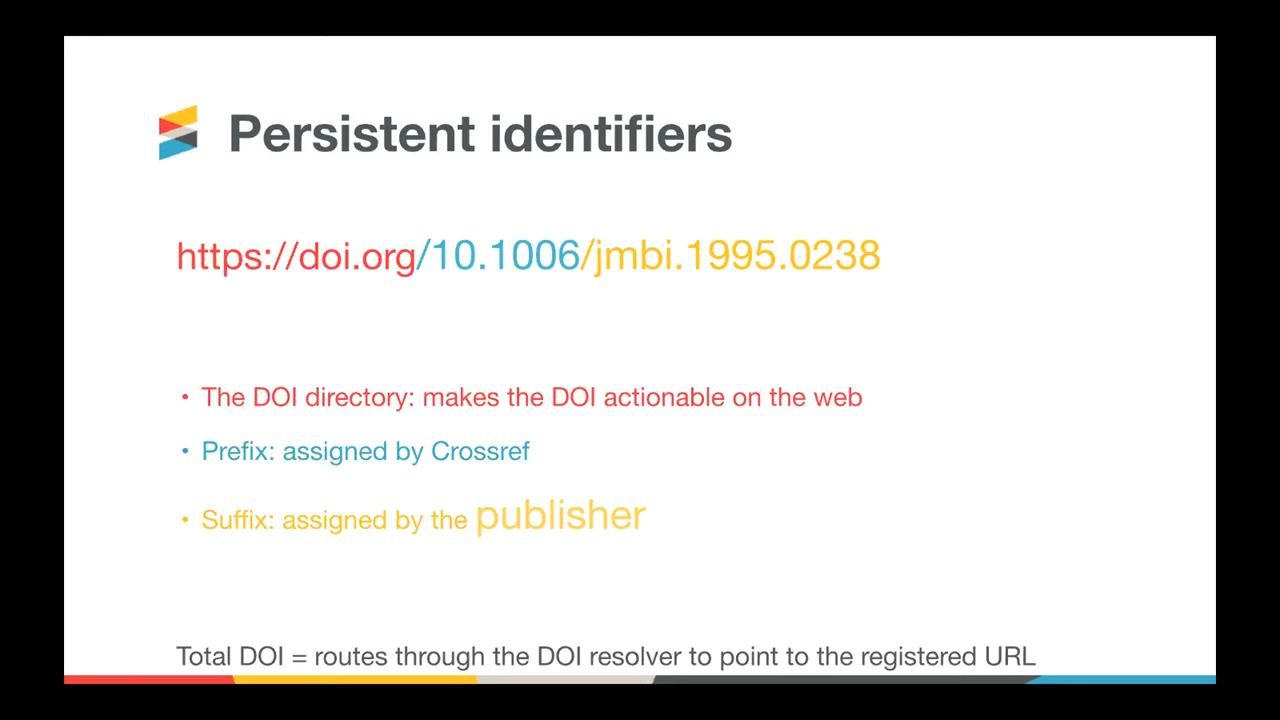 Persistent identifiers
https://doi.org/10.1006/jmbi.1995.0238
• The DOI directory: makes the DOI actionable on the web
• Prefix: assigned by Crossref
• Suffix: assigned by the publisher
Total DOI = routes through the DOI resolver to point to the registered URL